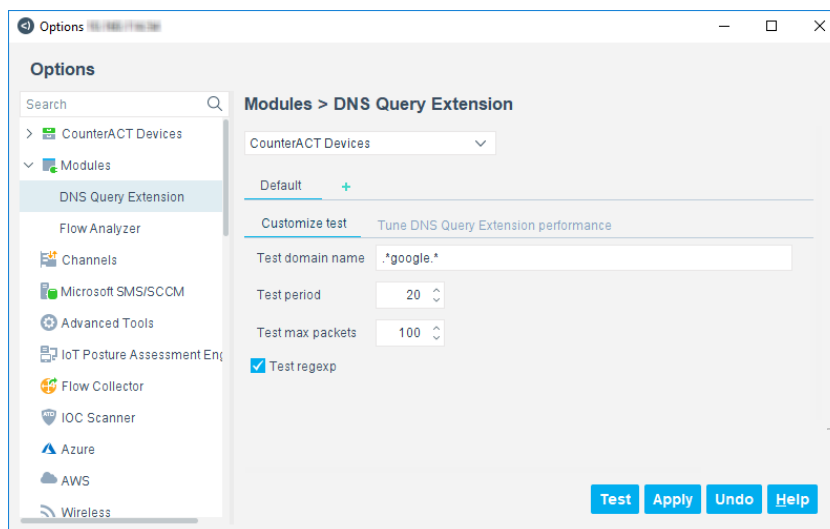 Options
Options
Search
CounterACT Devices
Modules
DNS Query Extension
Flow Analyzer
Channels
Microsoft SMS/SCCM
Advanced Tools
IoT Posture Assessment Eng
Flow Collector
IOC Scanner
Azure
AWS
Wireless
Modules > DNS Query Extension
CounterACT Devices
Default +
Customize test Tune DNS Query Extension performance
Test domain name .*google.*
Test period 20
Test max packets 100
Test regexp
Test Apply Undo Help